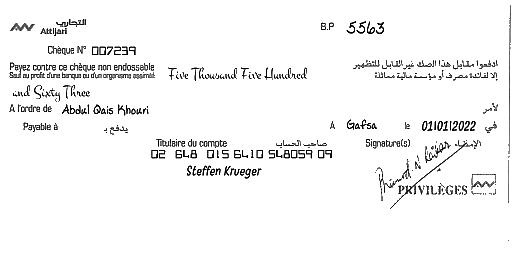 التجاري
Attijari
B.P 5563
Chèque N° 007239
Payez contre ce chèque non endossable
ادفعوا مقابل هذا الصك غير القابل للتظهير
Sauf au profit d'une banque ou d'un organisme assimilé
Five Thousand Five Hundred
إلا لفائدة مصرف أو مؤسسة مالية مماثلة
and Sixty Three
A l'ordre de Abdul Qais Khouri
لأمر
Payable à يدفع بـ
A Gafsa le 01/01/2022 في
Titulaire du compte صاحب الحساب
Signature(s) الإمضاء
02 648 015 6410 548059 09
Steffen Krueger
PRIVILÈGES